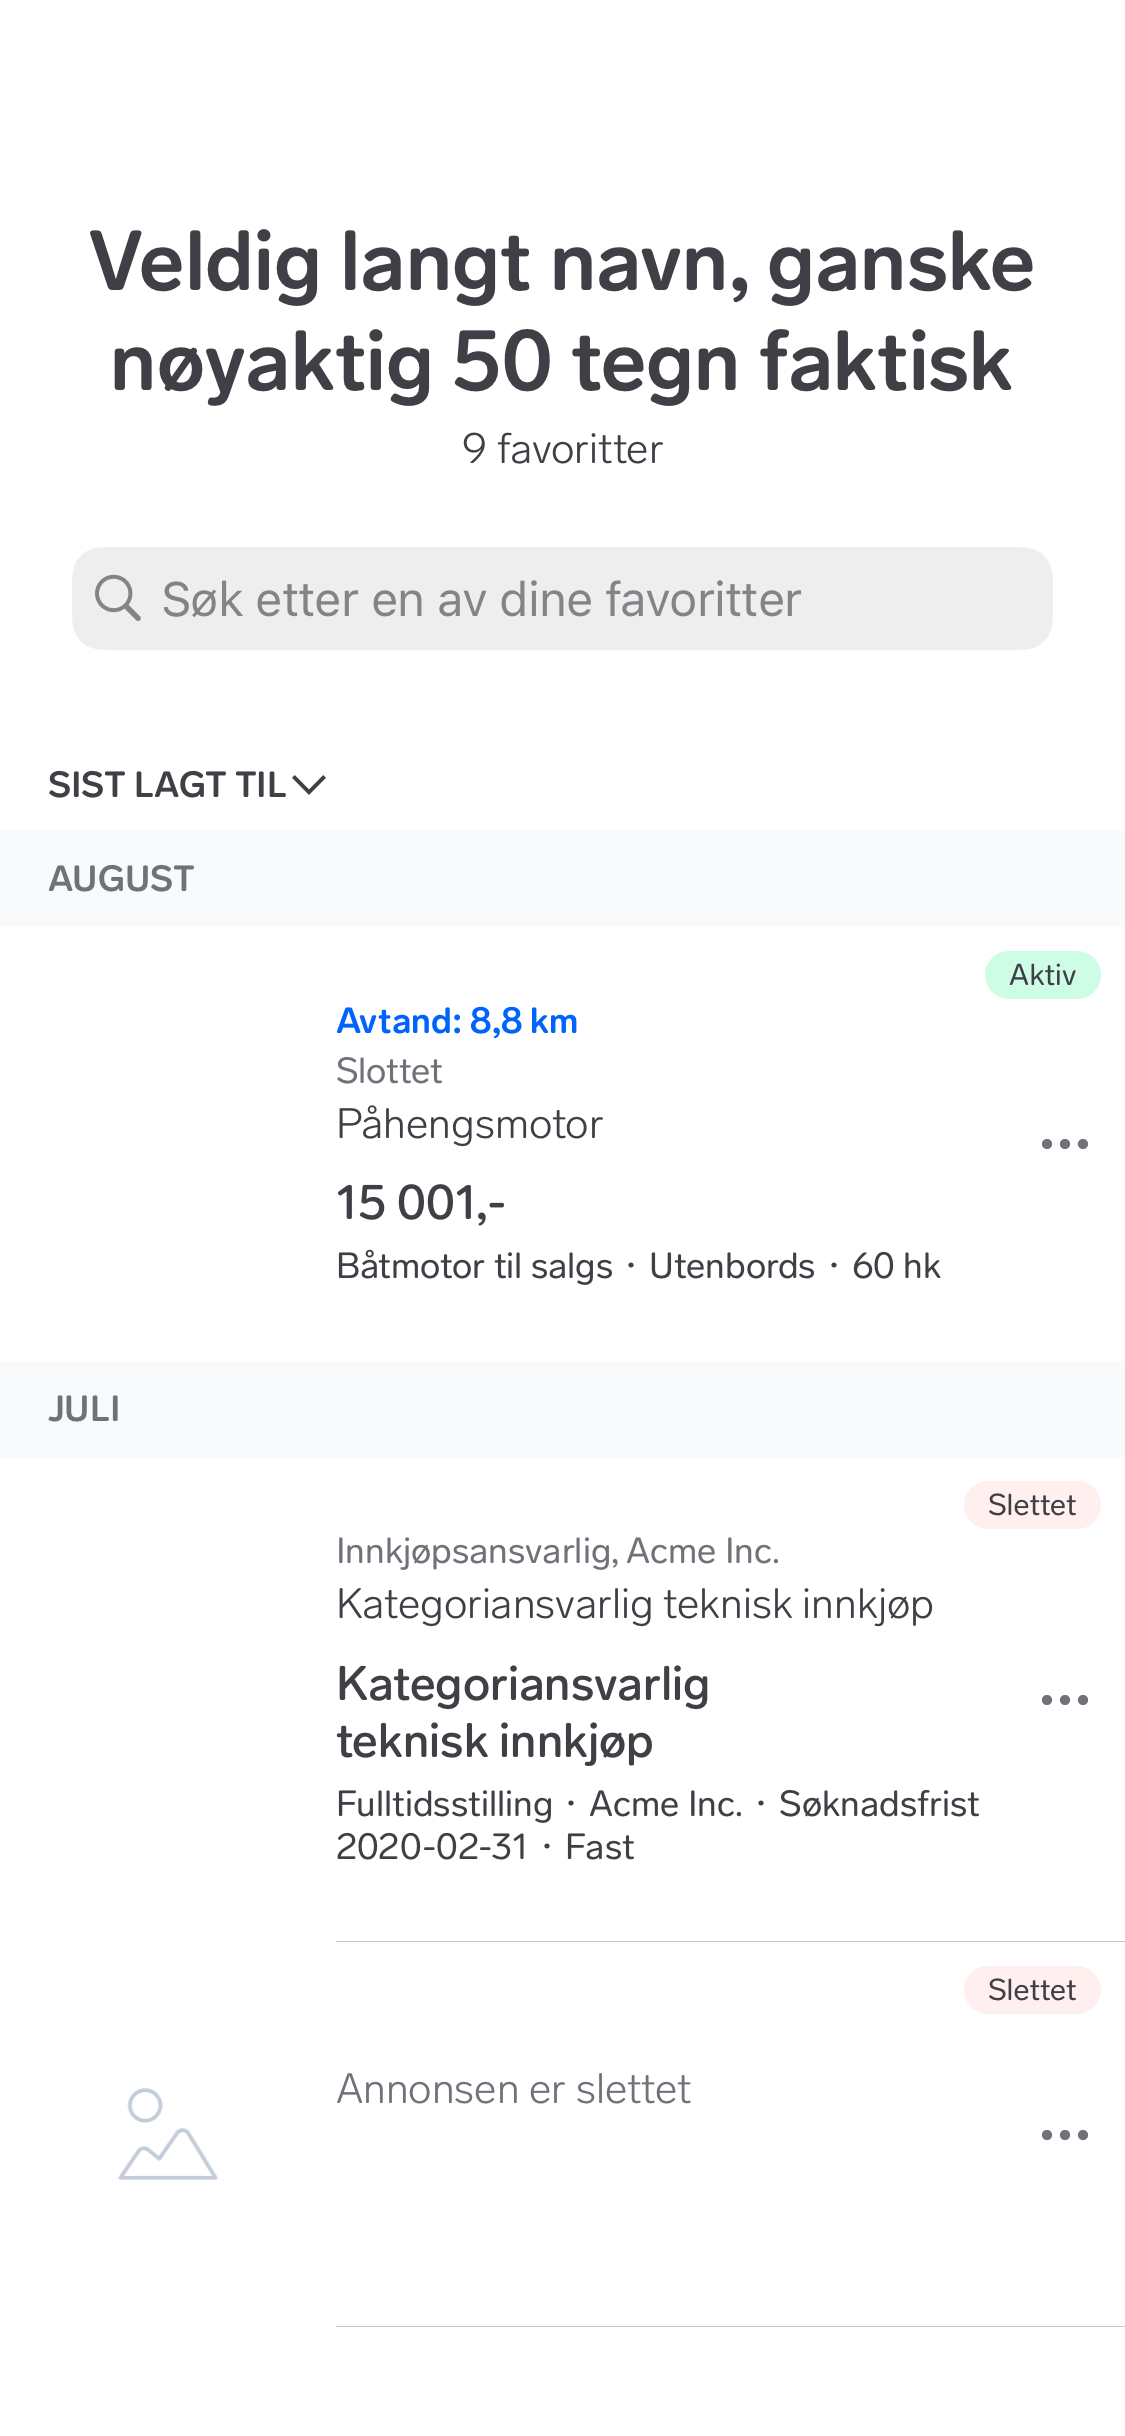 Veldig langt navn, ganske
nøyaktig 50 tegn faktisk
9 favoritter
Søk etter en av dine favoritter
SIST LAGT TIL
AUGUST
Aktiv
Avtand: 8,8 km
Slottet
Påhengsmotor
15 001,-
Båtmotor til salgs · Utenbords · 60 hk
JULI
Slettet
Innkjøpsansvarlig, Acme Inc.
Kategoriansvarlig teknisk innkjøp
Kategoriansvarlig
teknisk innkjøp
Fulltidsstilling · Acme Inc. · Søknadsfrist
2020-02-31 · Fast
Slettet
Annonsen er slettet